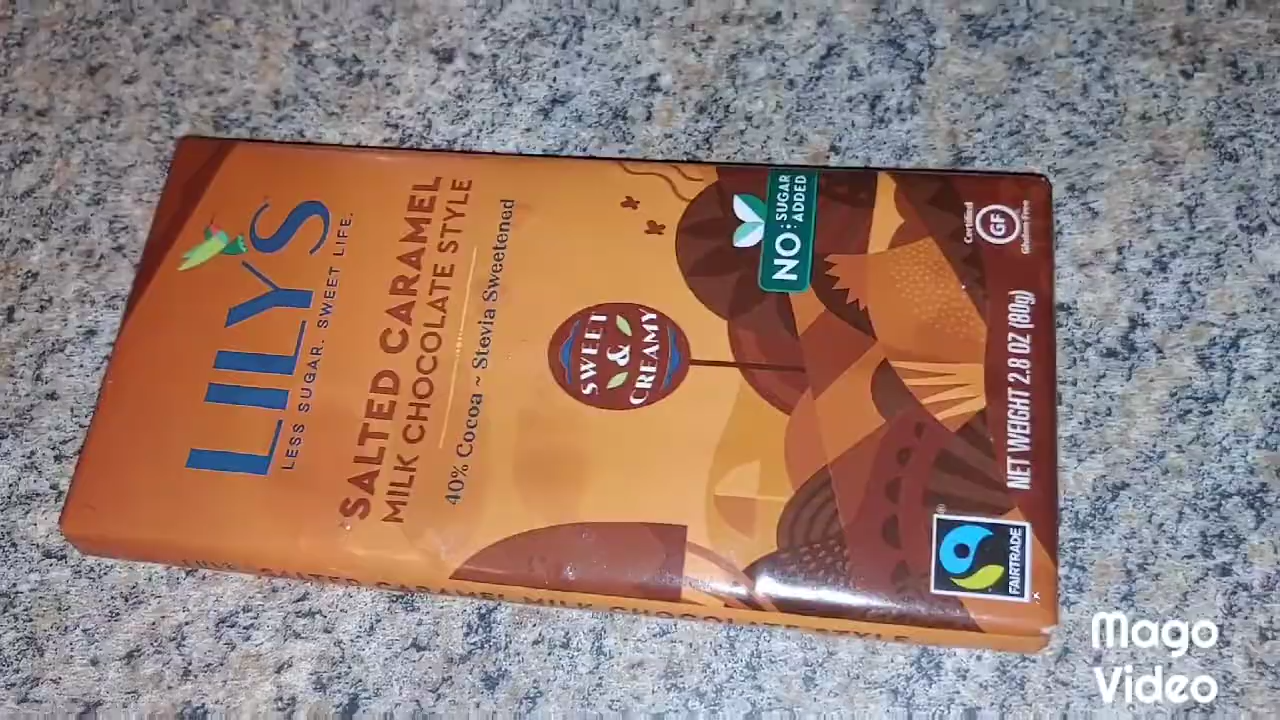 LILY'S
LESS SUGAR. SWEET LIFE.
SALTED CARAMEL
MILK CHOCOLATE STYLE
40% Cocoa ~ Stevia Sweetened
SWEET
&
CREAMY
NO SUGAR
ADDED
Certified
GF
Gluten Free
NET WEIGHT 2.8 OZ (80g)
FAIRTRADE
®
LILY'S SALTED CARAMEL MILK CHOCOLATE STYLE
Mago
Video